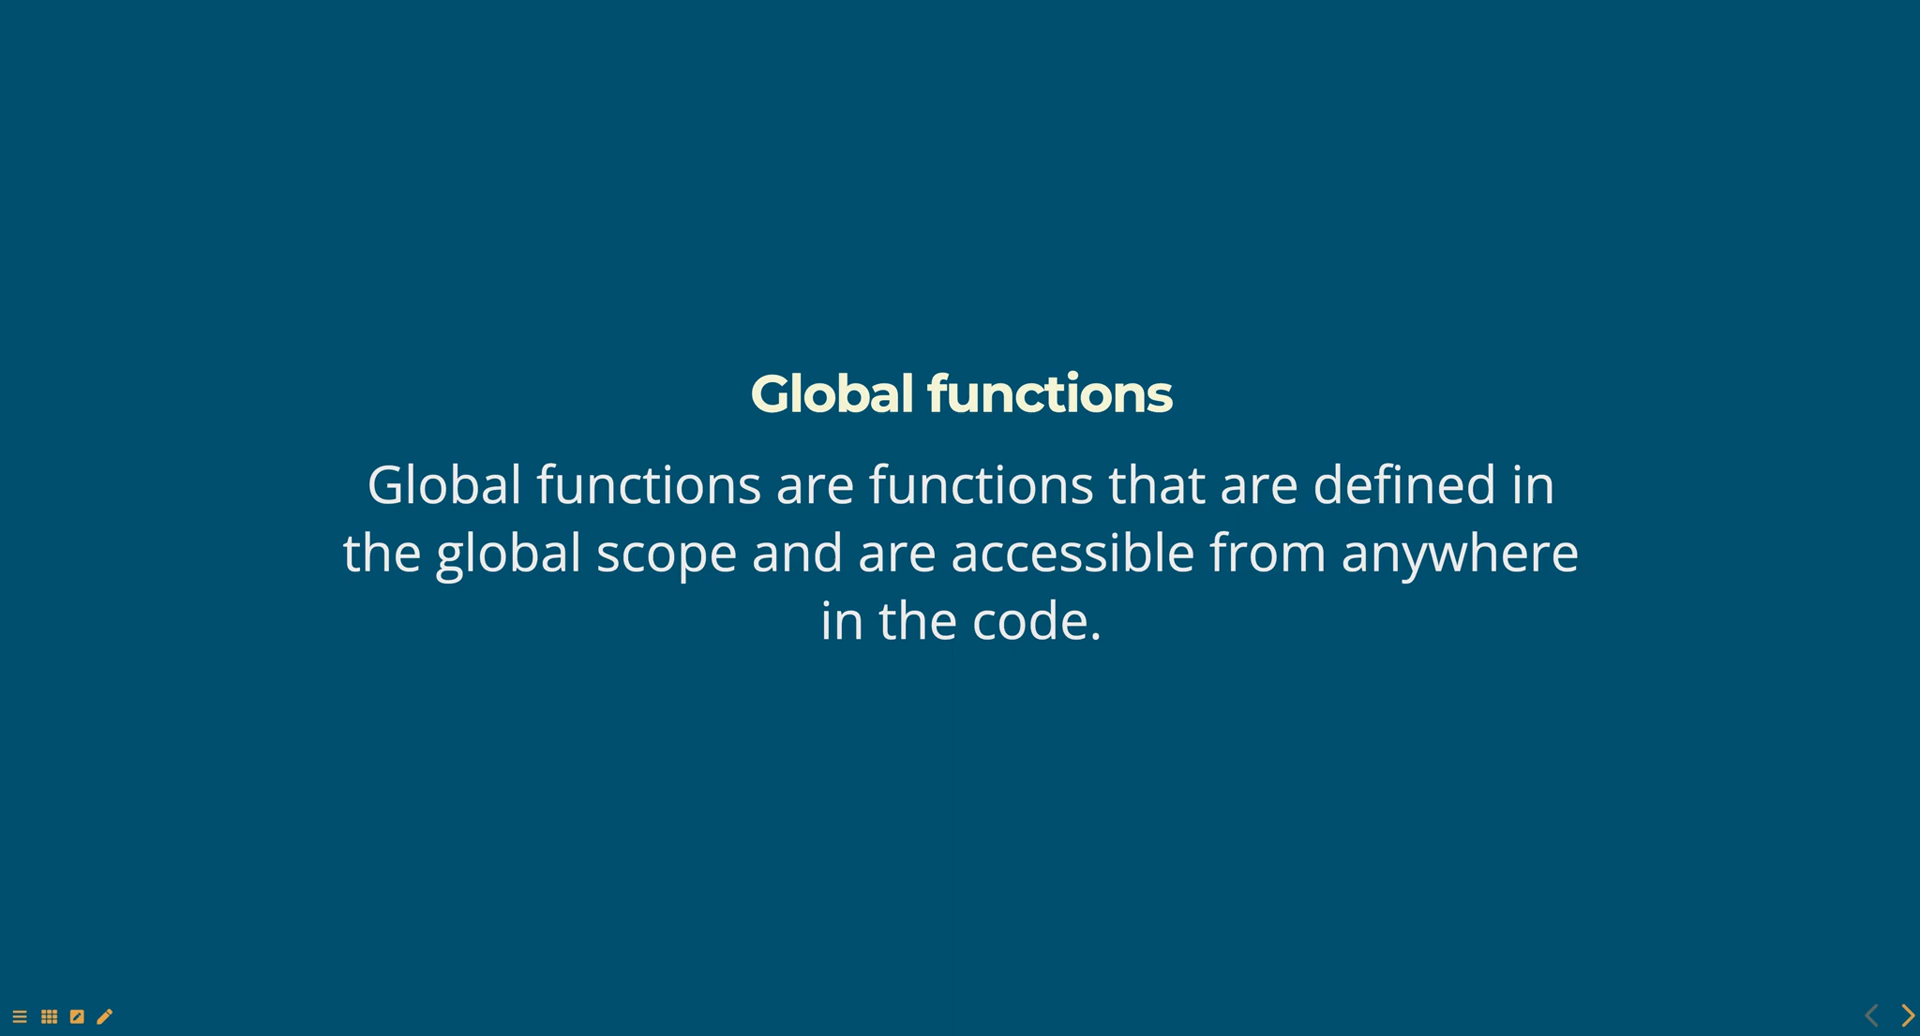 Global functions
Global functions are functions that are defined in
the global scope and are accessible from anywhere
in the code.